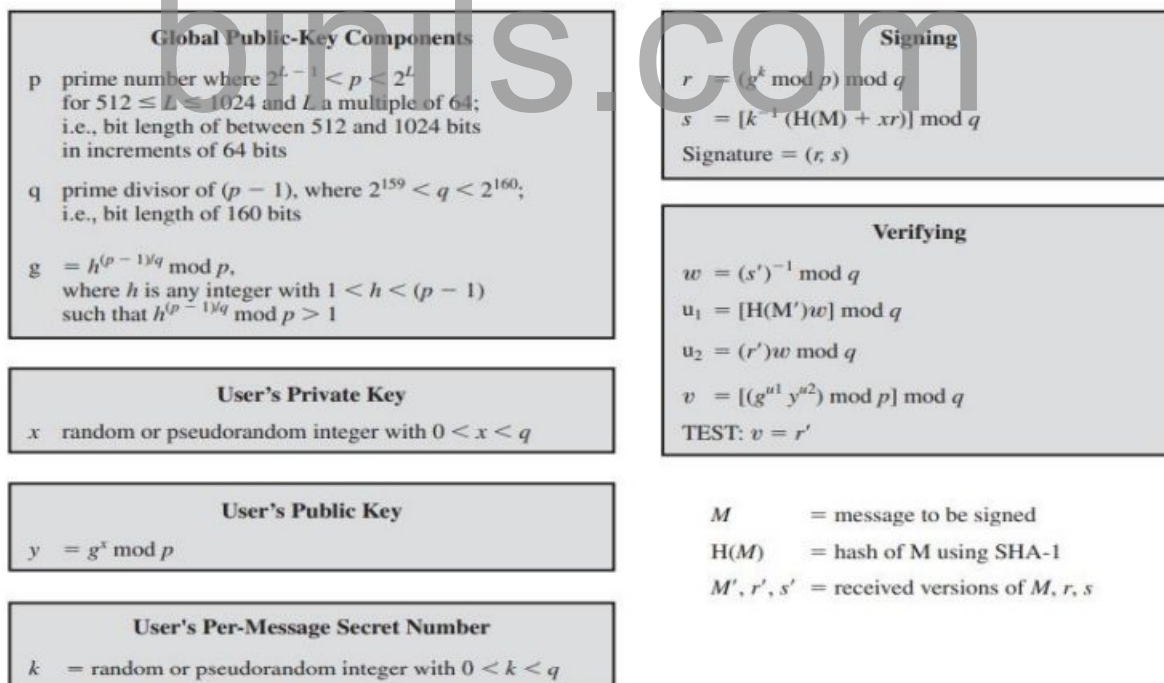 binils.com
Global Public-Key Components
p prime number where 2^{L – 1} < p < 2^L
for 512 ≤ L ≤ 1024 and L a multiple of 64;
i.e., bit length of between 512 and 1024 bits
in increments of 64 bits
q prime divisor of (p – 1), where 2^{159} < q < 2^{160};
i.e., bit length of 160 bits
g = h^{(p – 1)/q} mod p,
where h is any integer with 1 < h < (p – 1)
such that h^{(p – 1)/q} mod p > 1
User's Private Key
x random or pseudorandom integer with 0 < x < q
User's Public Key
y = g^x mod p
User's Per-Message Secret Number
k = random or pseudorandom integer with 0 < k < q
Signing
r = (g^k mod p) mod q
s = [k^{–1} (H(M) + xr)] mod q
Signature = (r, s)
Verifying
w = (s')^{–1} mod q
u₁ = [H(M')w] mod q
u₂ = (r')w mod q
v = [(g^{u1} y^{u2}) mod p] mod q
TEST: v = r'
M = message to be signed
H(M) = hash of M using SHA-1
M', r', s' = received versions of M, r, s